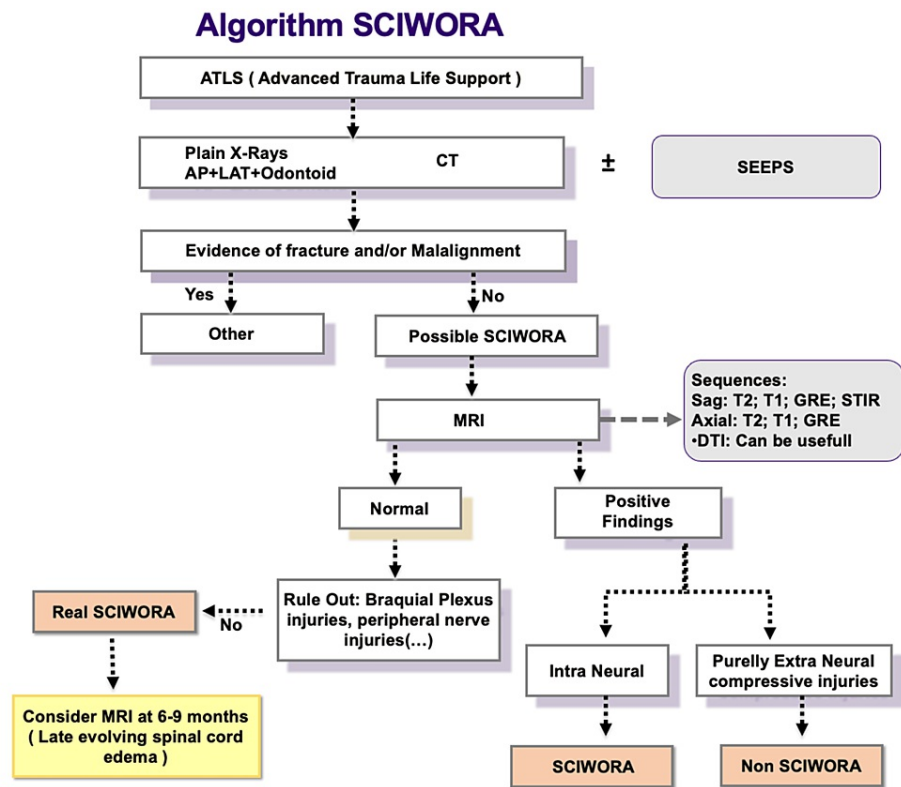 Algorithm SCIWORA
ATLS ( Advanced Trauma Life Support )
Plain X-Rays
AP+LAT+Odontoid
CT
±
SEEPS
Evidence of fracture and/or Malalignment
Yes
No
Other
Possible SCIWORA
MRI
Sequences:
Sag: T2; T1; GRE; STIR
Axial: T2; T1; GRE
•DTI: Can be usefull
Normal
Positive
Findings
Rule Out: Braquial Plexus
injuries, peripheral nerve
injuries(...)
No
Real SCIWORA
Consider MRI at 6-9 months
( Late evolving spinal cord
edema )
Intra Neural
Purelly Extra Neural
compressive injuries
SCIWORA
Non SCIWORA